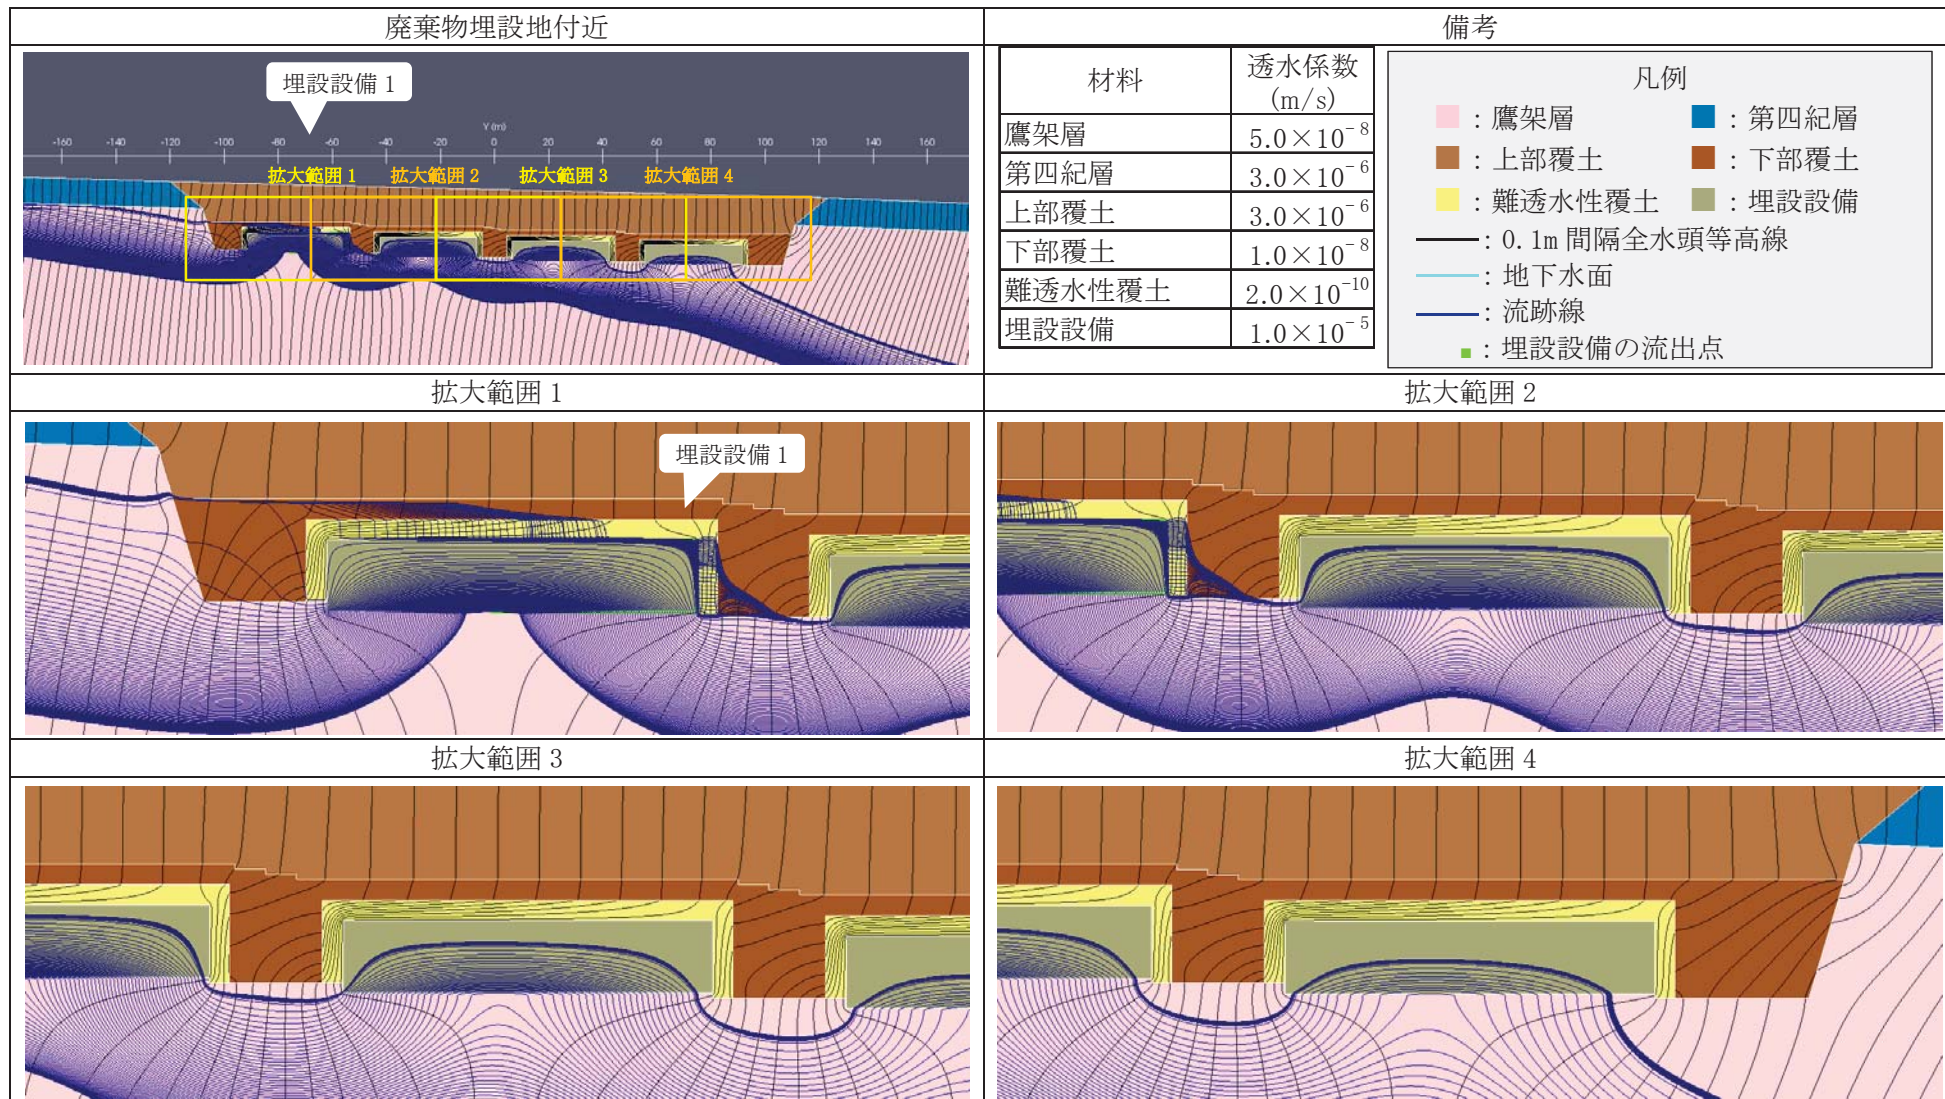 廃棄物埋設地付近
備考
埋設設備 1
Y (m)
-160 -140 -120 -100 -80 -60 -40 -20 0 20 40 60 80 100 120 140 160
拡大範囲 1 拡大範囲 2 拡大範囲 3 拡大範囲 4
材料 透水係数
(m/s)
鷹架層 5.0×10⁻⁸
第四紀層 3.0×10⁻⁶
上部覆土 3.0×10⁻⁶
下部覆土 1.0×10⁻⁸
難透水性覆土 2.0×10⁻¹⁰
埋設設備 1.0×10⁻⁵
凡例
：鷹架層 ：第四紀層
：上部覆土 ：下部覆土
：難透水性覆土 ：埋設設備
：0.1m 間隔全水頭等高線
：地下水面
：流跡線
：埋設設備の流出点
拡大範囲 1
拡大範囲 2
埋設設備 1
拡大範囲 3
拡大範囲 4